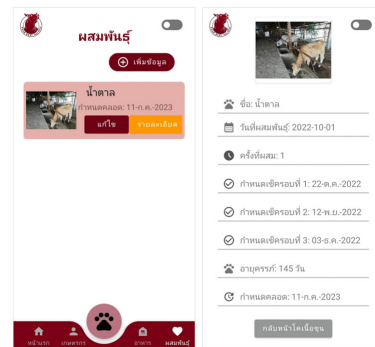 ผสมพันธุ์
เพิ่มข้อมูล
น้ำตาล
กำหนดคลอด: 11-ก.ค.-2023
แก้ไข
รายละเอียด
หน้าแรก
เกษตรกร
อาหาร
ผสมพันธุ์
ชื่อ: น้ำตาล
วันที่ผสมพันธุ์: 2022-10-01
ครั้งที่ผสม: 1
กำหนดเช็ครอบที่ 1: 22-ต.ค.-2022
กำหนดเช็ครอบที่ 2: 12-พ.ย.-2022
กำหนดเช็ครอบที่ 3: 03-ธ.ค.-2022
อายุครรภ์: 145 วัน
กำหนดคลอด: 11-ก.ค.-2023
กลับหน้าโคเนื้อขุน